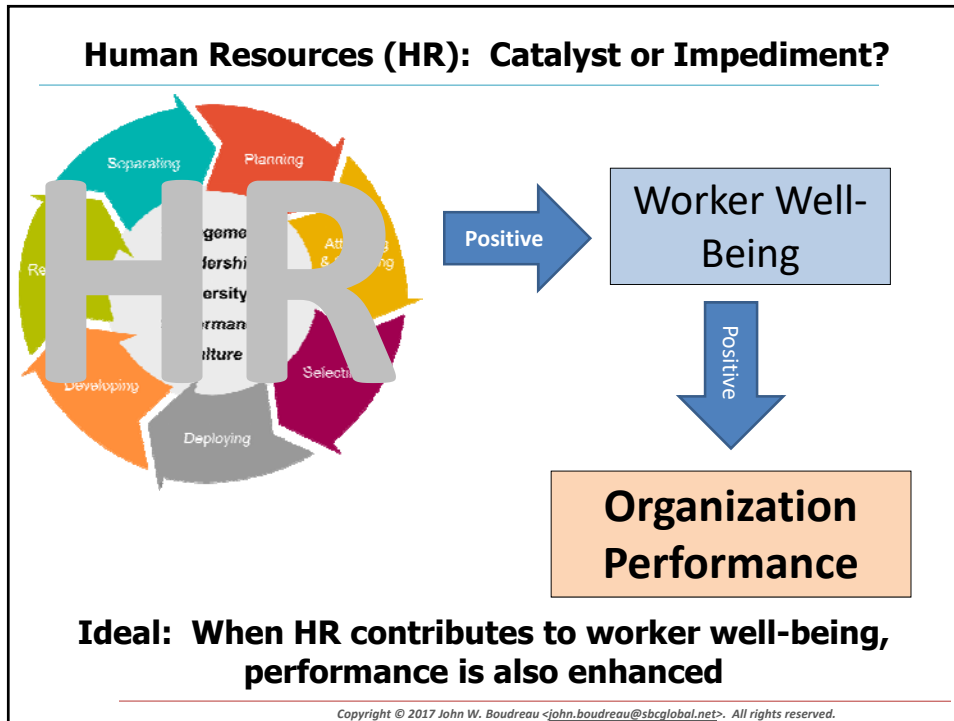 Human Resources (HR): Catalyst or Impediment?
Separating
Planning
HR
Developing
Deploying
Positive
Worker Well-
Being
Positive
Organization
Performance
Ideal: When HR contributes to worker well-being,
performance is also enhanced
Copyright © 2017 John W. Boudreau <john.boudreau@sbcglobal.net>. All rights reserved.